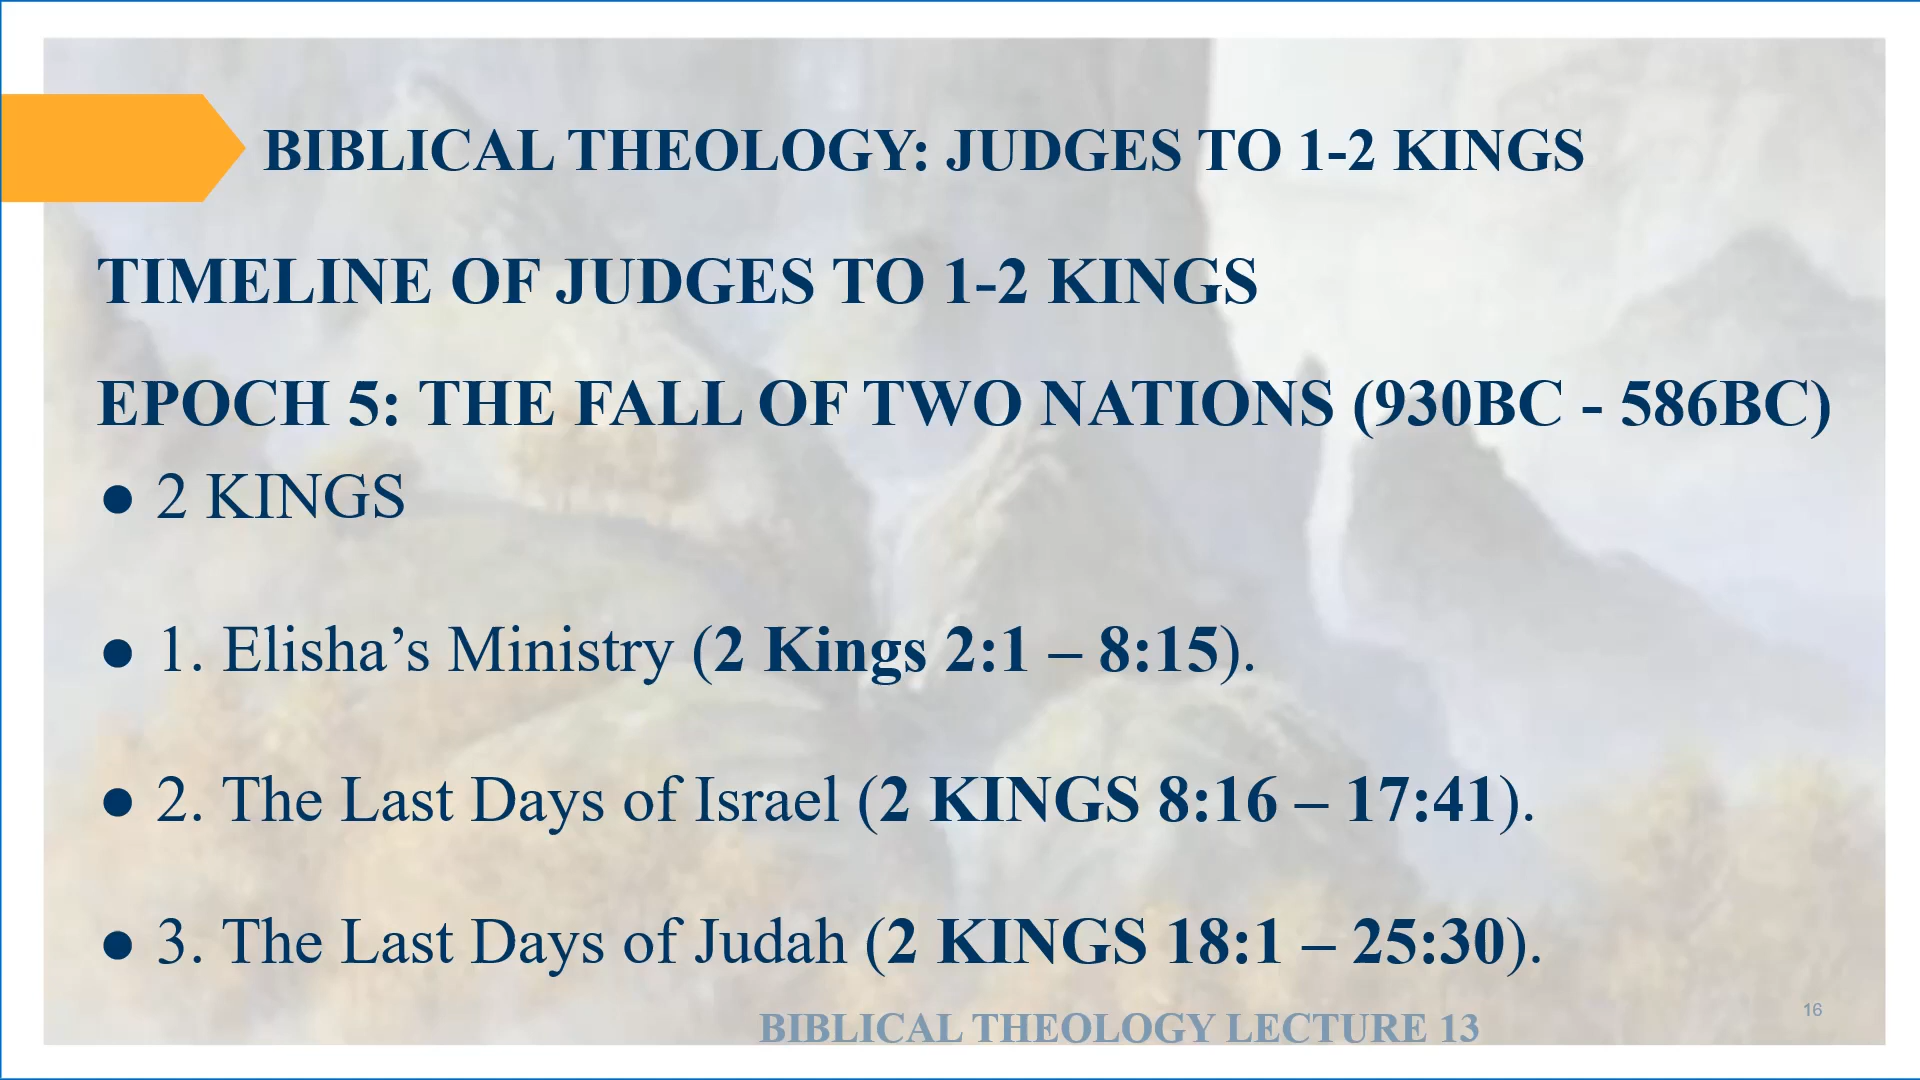 BIBLICAL THEOLOGY: JUDGES TO 1-2 KINGS
TIMELINE OF JUDGES TO 1-2 KINGS
EPOCH 5: THE FALL OF TWO NATIONS (930BC - 586BC)
● 2 KINGS
● 1. Elisha’s Ministry (2 Kings 2:1 – 8:15).
● 2. The Last Days of Israel (2 KINGS 8:16 – 17:41).
● 3. The Last Days of Judah (2 KINGS 18:1 – 25:30).
16
BIBLICAL THEOLOGY LECTURE 13